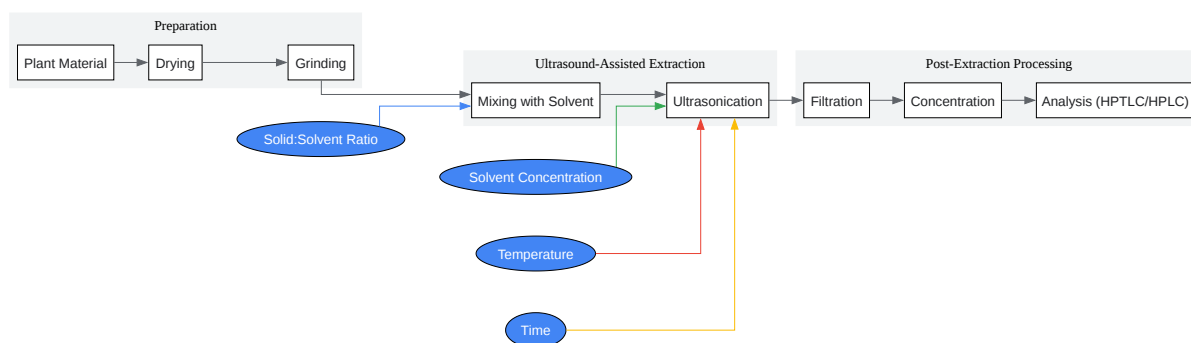 Preparation
Plant Material
Drying
Grinding
Ultrasound-Assisted Extraction
Mixing with Solvent
Ultrasonication
Post-Extraction Processing
Filtration
Concentration
Analysis (HPTLC/HPLC)
Solid:Solvent Ratio
Solvent Concentration
Temperature
Time